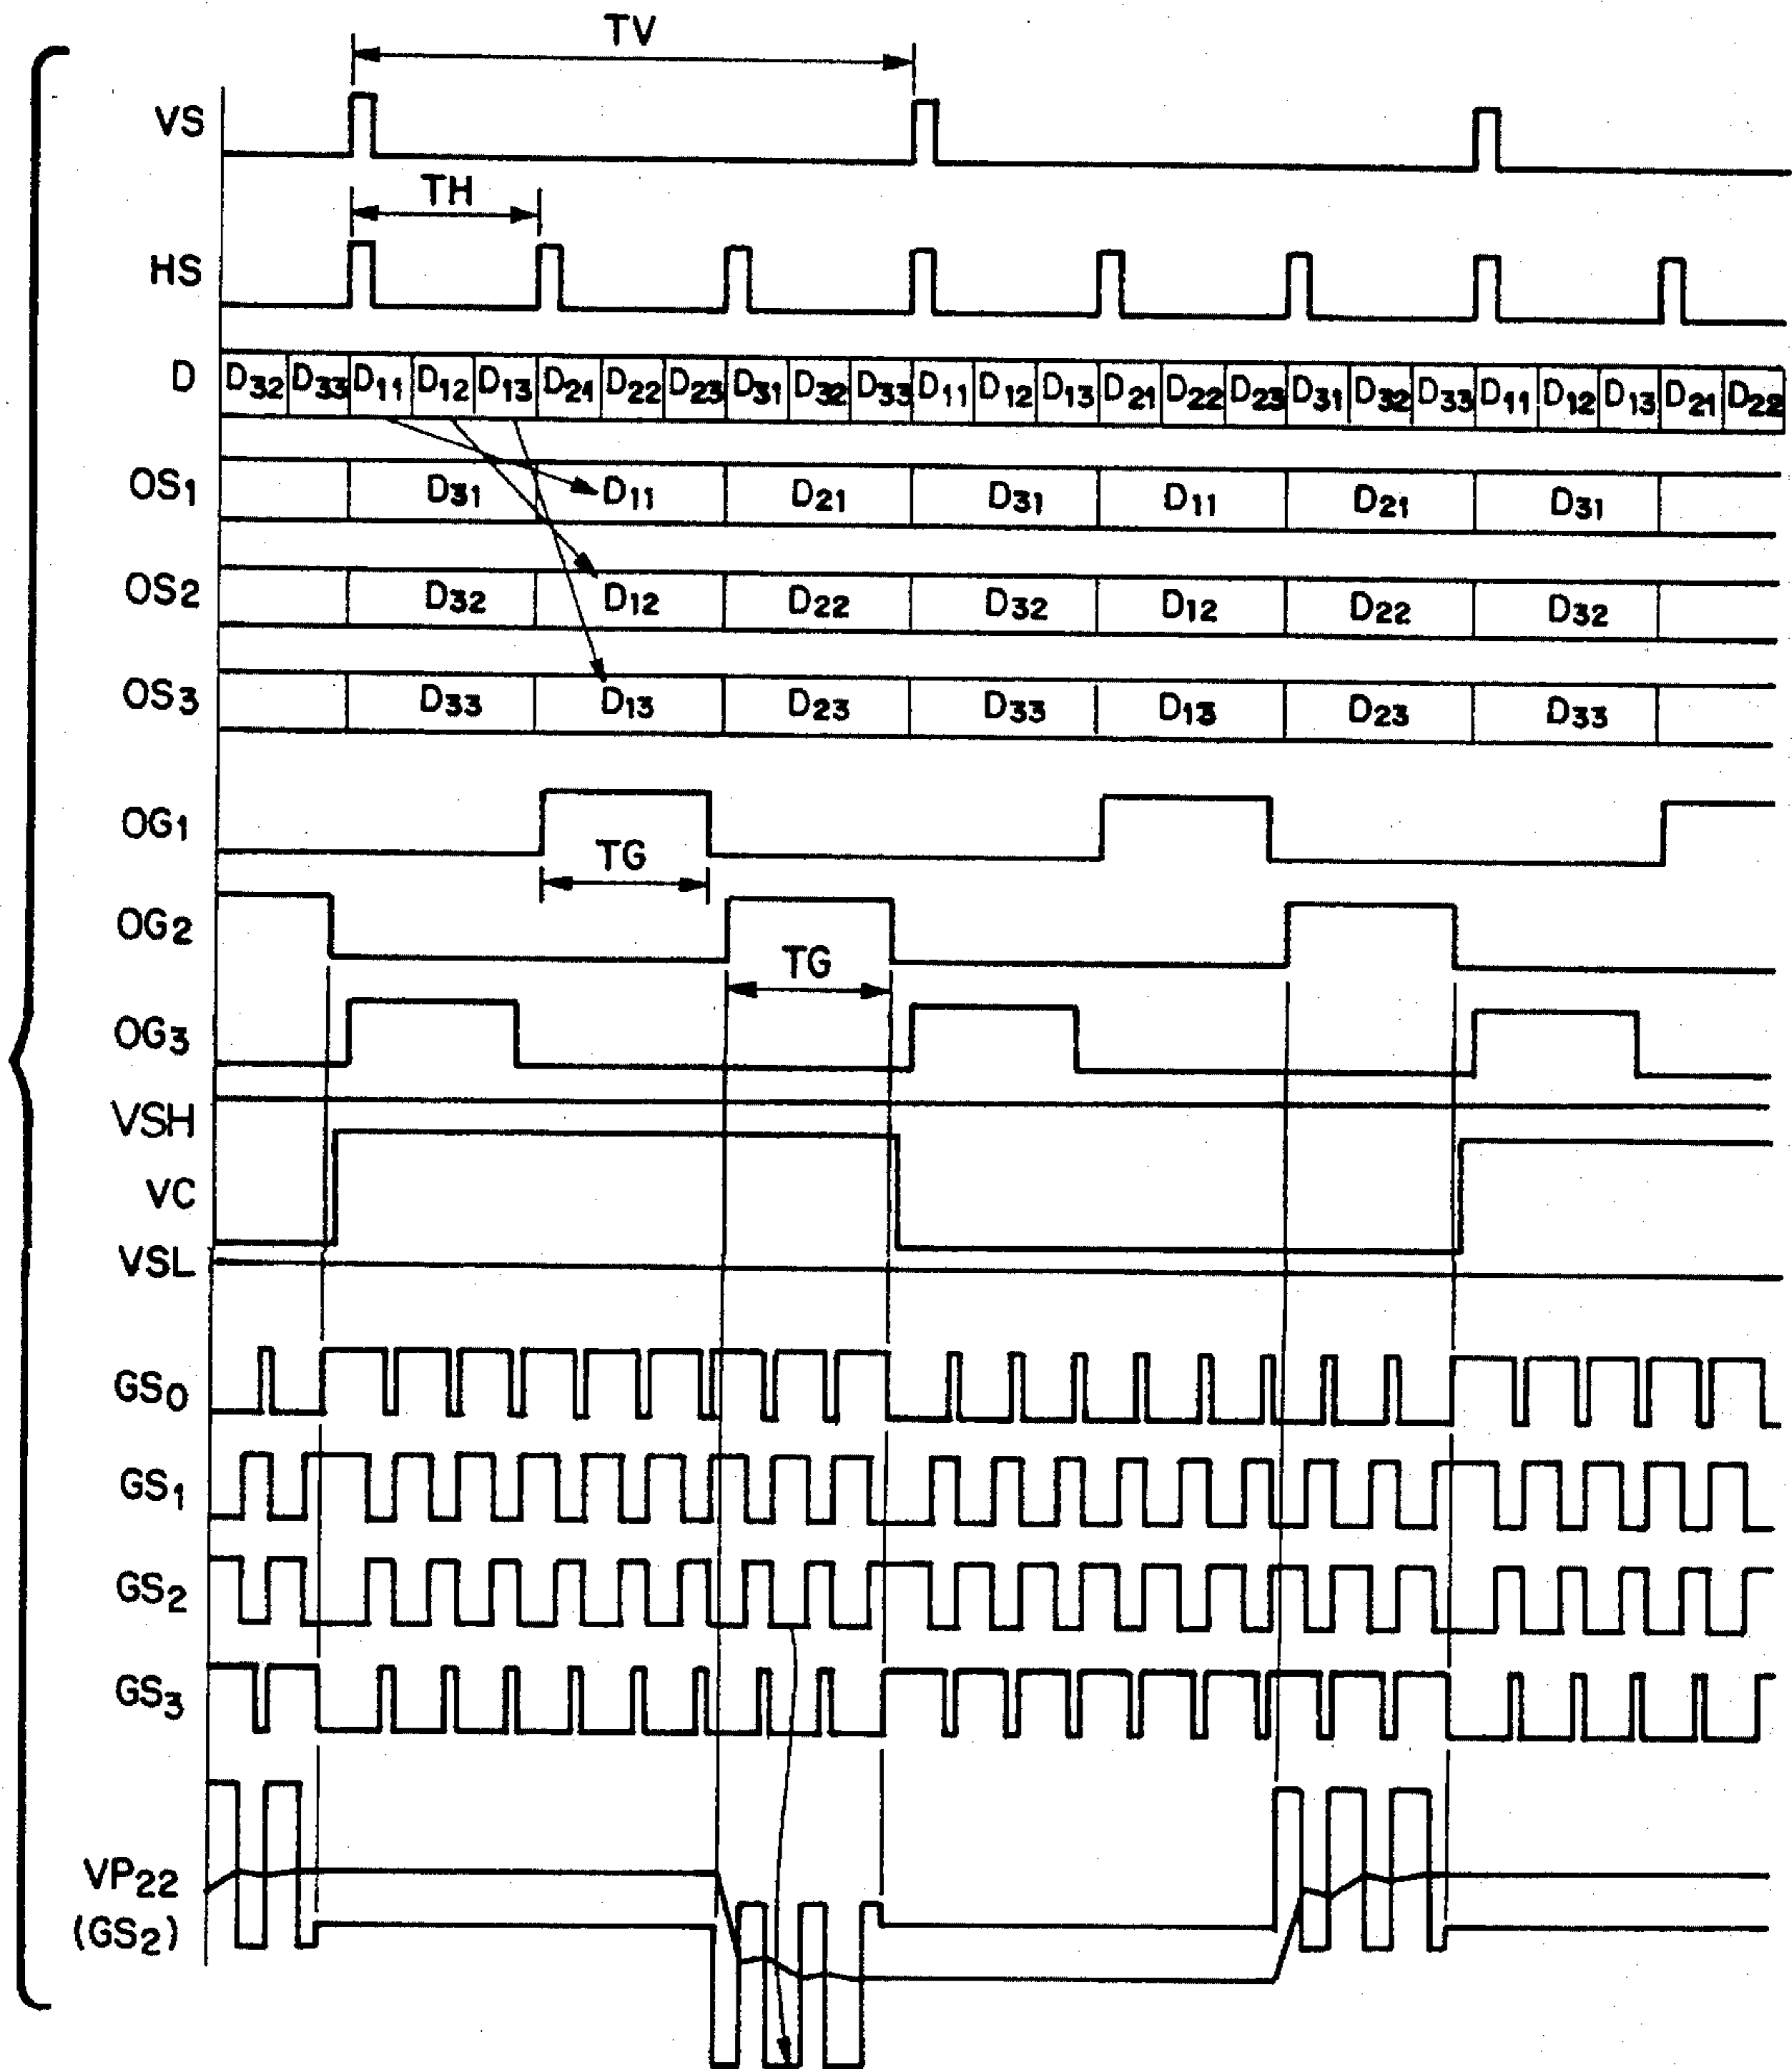 TV
VS
TH
HS
D D32 D33 D11 D12 D13 D21 D22 D23 D31 D32 D33 D11 D12 D13 D21 D22 D23 D31 D32 D33 D11 D12 D13 D21 D22
OS1 D31 D11 D21 D31 D11 D21 D31
OS2 D32 D12 D22 D32 D12 D22 D32
OS3 D33 D13 D23 D33 D13 D23 D33
OG1
TG
OG2
TG
OG3
VSH
VC
VSL
GS0
GS1
GS2
GS3
VP22
(GS2)